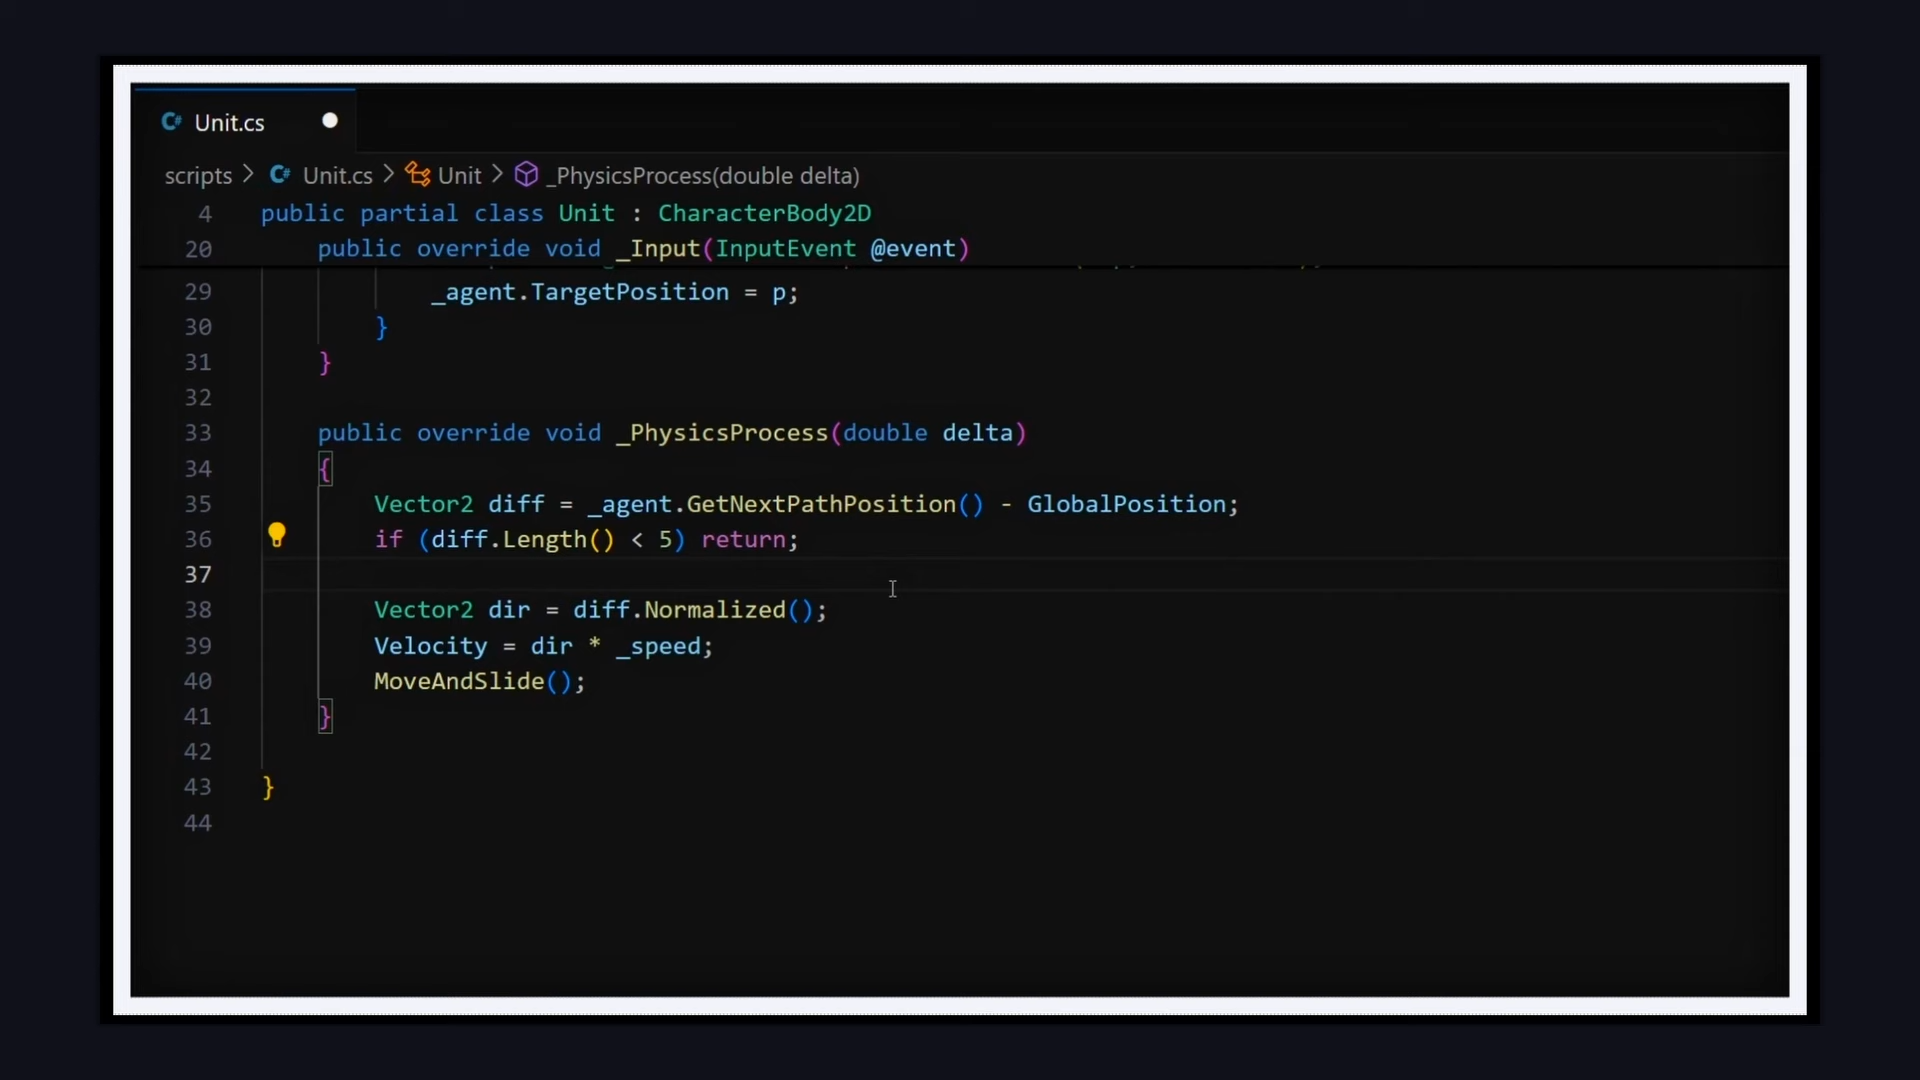 C# Unit.cs
scripts > C# Unit.cs > Unit > _PhysicsProcess(double delta)
4 public partial class Unit : CharacterBody2D
20 public override void _Input(InputEvent @event)
29 _agent.TargetPosition = p;
30 }
31 }
32
33 public override void _PhysicsProcess(double delta)
34 {
35 Vector2 diff = _agent.GetNextPathPosition() - GlobalPosition;
36 if (diff.Length() < 5) return;
37
38 Vector2 dir = diff.Normalized();
39 Velocity = dir * _speed;
40 MoveAndSlide();
41 }
42
43 }
44